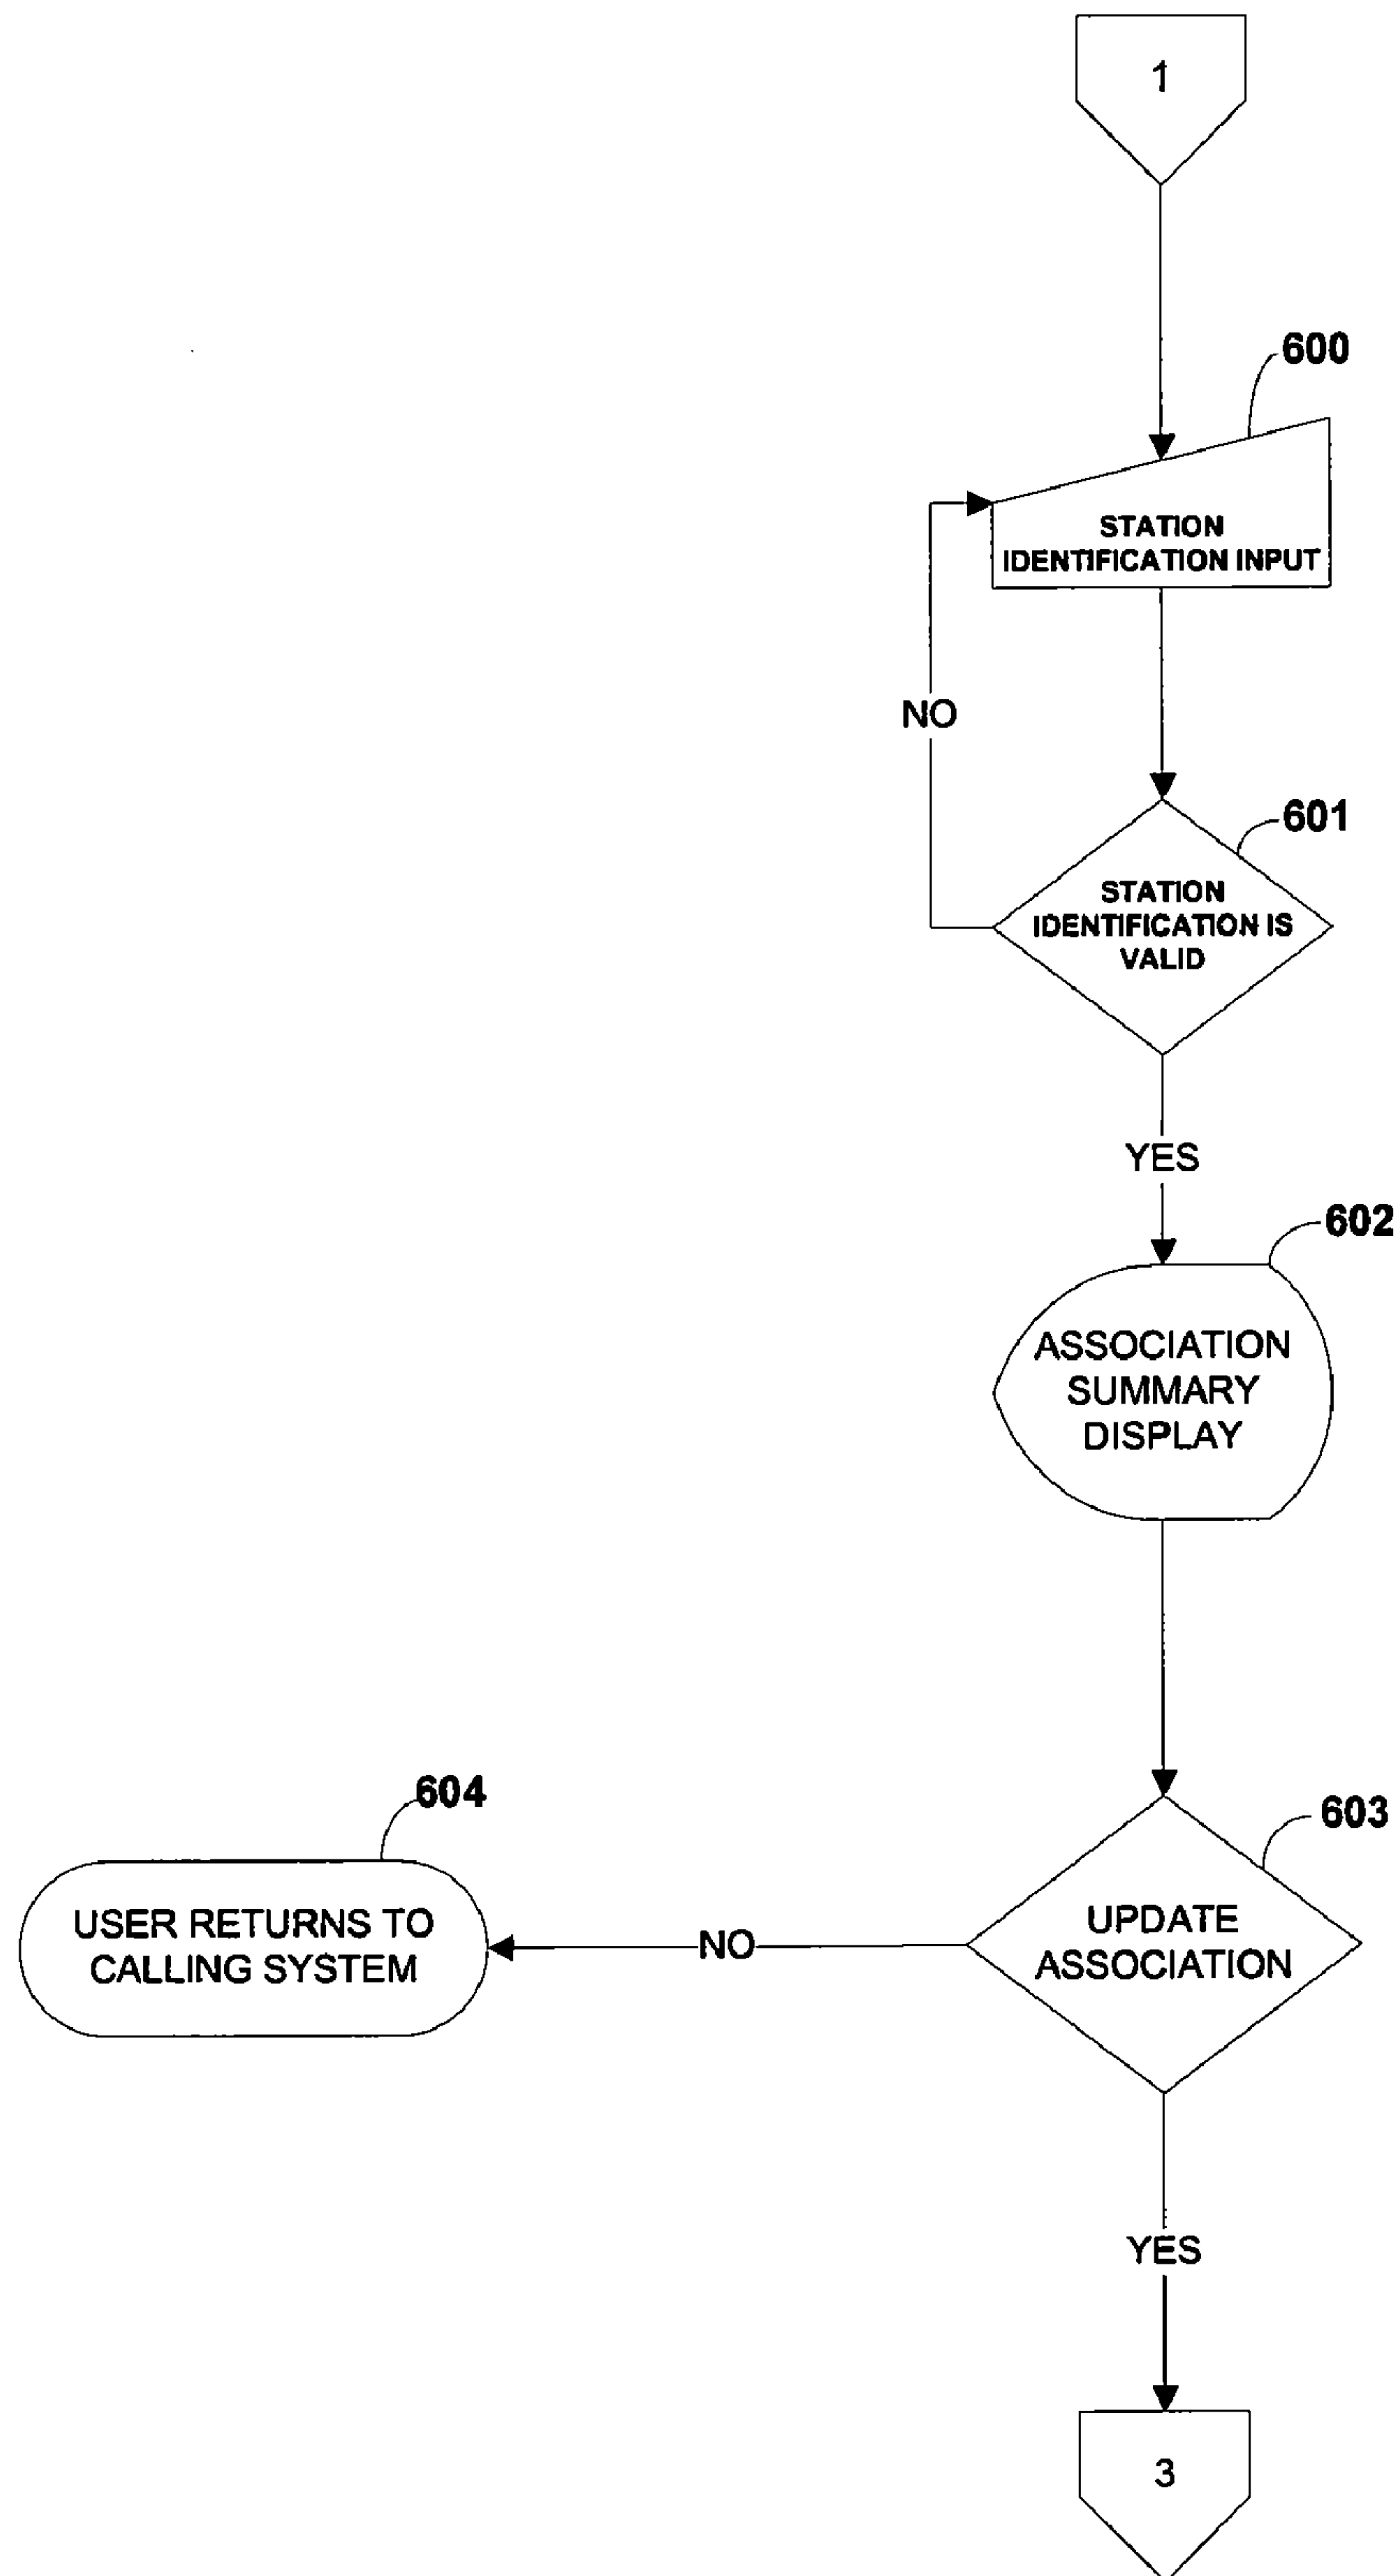 1
600
STATION
IDENTIFICATION INPUT
NO
601
STATION
IDENTIFICATION IS
VALID
YES
602
ASSOCIATION
SUMMARY
DISPLAY
603
UPDATE
ASSOCIATION
NO
604
USER RETURNS TO
CALLING SYSTEM
YES
3